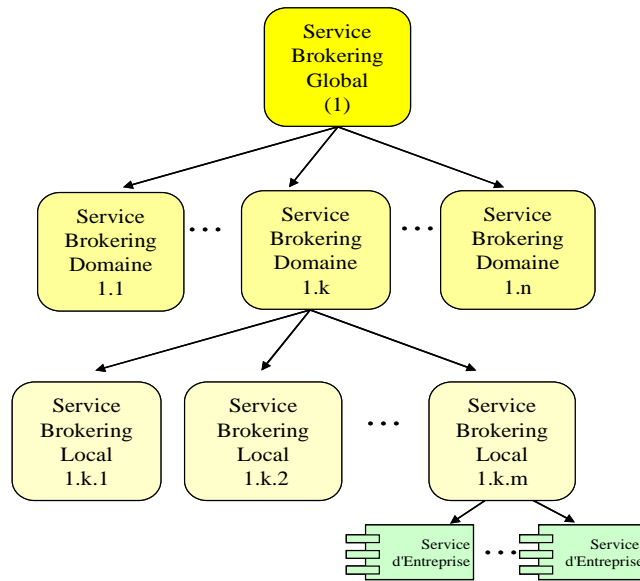 Service
Brokering
Global
(1)
Service
Brokering
Domaine
1.1
...
Service
Brokering
Domaine
1.k
...
Service
Brokering
Domaine
1.n
Service
Brokering
Local
1.k.1
Service
Brokering
Local
1.k.2
...
Service
Brokering
Local
1.k.m
Service
d'Entreprise
...
Service
d'Entreprise